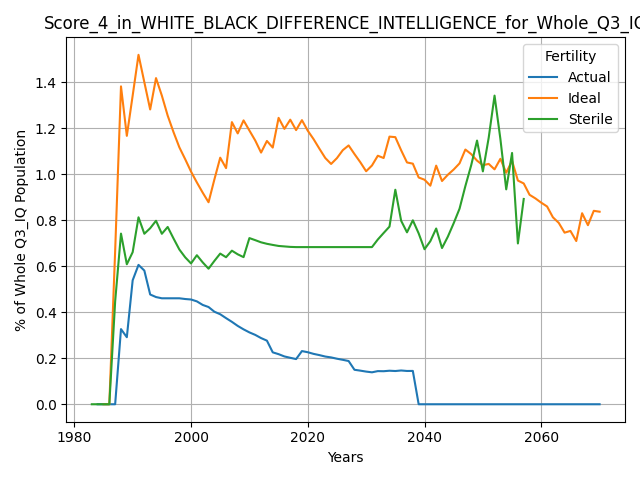 Score_4_in_WHITE_BLACK_DIFFERENCE_INTELLIGENCE_for_Whole_Q3_IQ
Fertility
Actual
Ideal
Sterile
% of Whole Q3_IQ Population
1.4
1.2
1.0
0.8
0.6
0.4
0.2
0.0
1980
2000
2020
2040
2060
Years